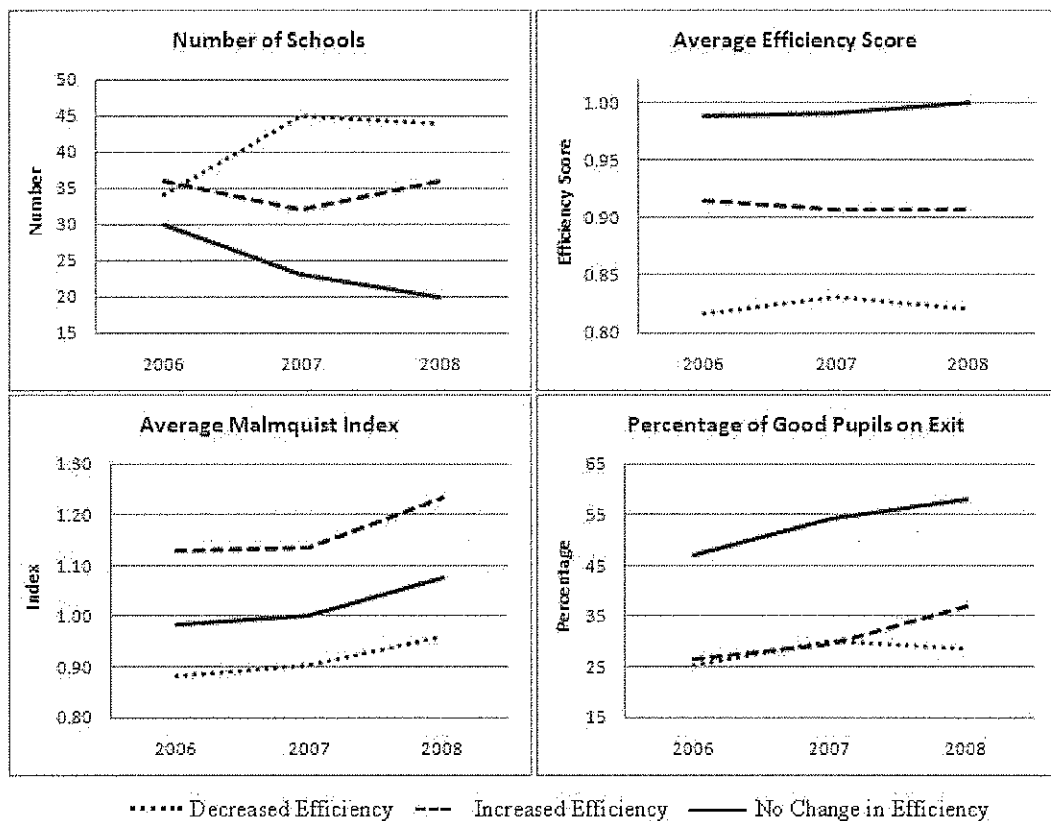 Number of Schools
Number
50
45
40
35
30
25
20
15
2006 2007 2008
Average Efficiency Score
Efficiency Score
1.00
0.95
0.90
0.85
0.80
2006 2007 2008
Average Malmquist Index
Index
1.30
1.20
1.10
1.00
0.90
0.80
2006 2007 2008
Percentage of Good Pupils on Exit
Percentage
65
55
45
35
25
15
2006 2007 2008
Decreased Efficiency Increased Efficiency No Change in Efficiency